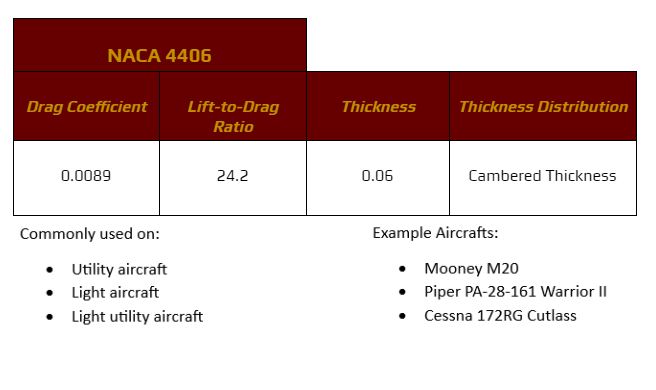 NACA 4406
Drag Coefficient
Lift-to-Drag
Ratio
Thickness
Thickness Distribution
0.0089
24.2
0.06
Cambered Thickness
Commonly used on:
• Utility aircraft
• Light aircraft
• Light utility aircraft
Example Aircrafts:
• Mooney M20
• Piper PA-28-161 Warrior II
• Cessna 172RG Cutlass